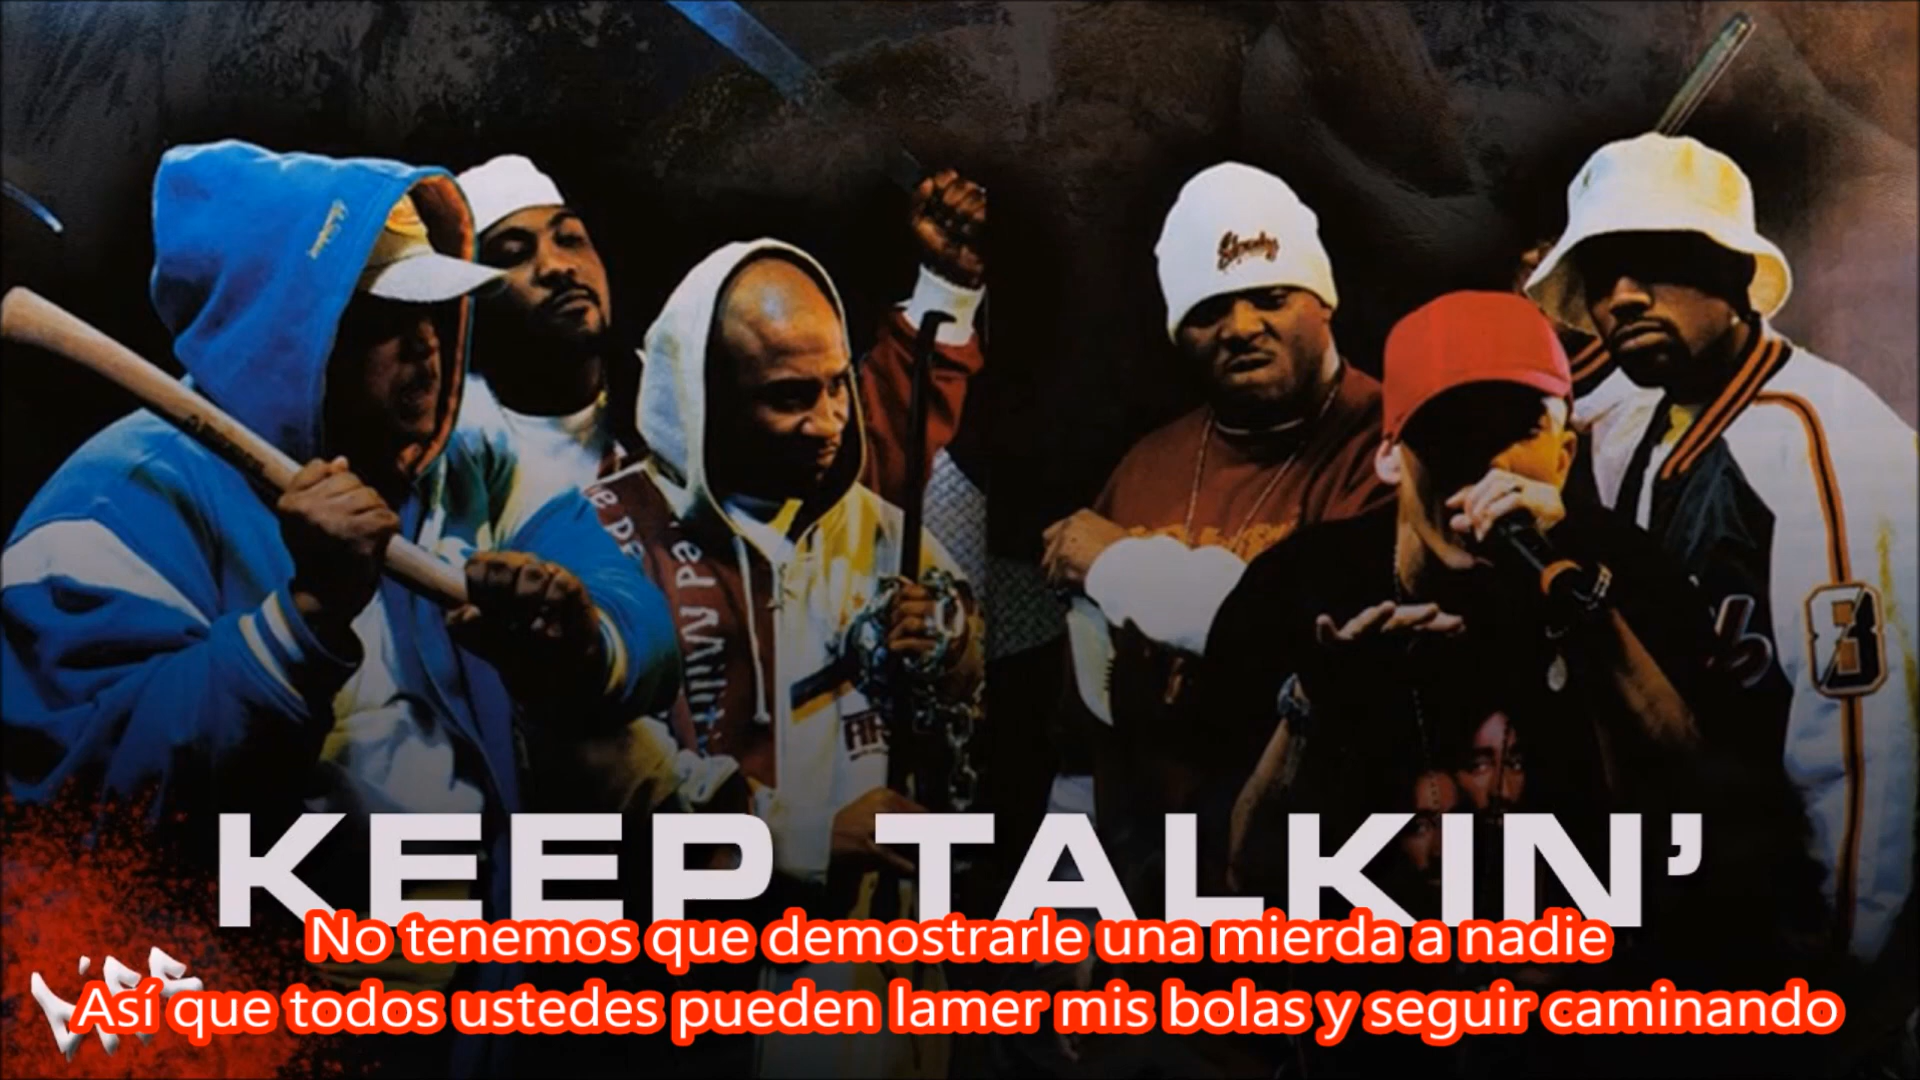 KEEP TALKIN’
No tenemos que demostrarle una mierda a nadie
Así que todos ustedes pueden lamer mis bolas y seguir caminando
8